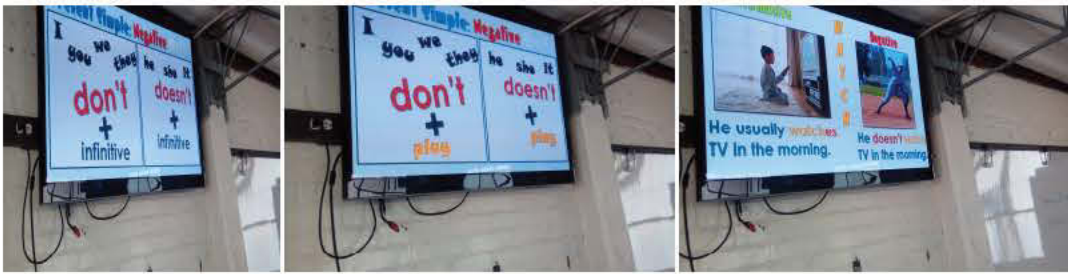 Simple: Negative
I you we they
he she it
don't
doesn't
+
+
infinitive
infinitive
Simple: Negative
I you we they
he she it
don't
doesn't
+
+
play
play
Negative
WATCH
He usually watches
TV in the morning.
He doesn't watch
TV in the morning.